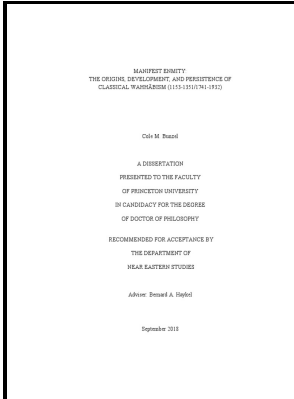 MANIFEST ENMITY
THE ORIGINS, DEVELOPMENT, AND PERSISTENCE OF
CLASSICAL WAHHĀBISM (1153-1351/1741-1932)
Cole M. Bunzel
A DISSERTATION
PRESENTED TO THE FACULTY
OF PRINCETON UNIVERSITY
IN CANDIDACY FOR THE DEGREE
OF DOCTOR OF PHILOSOPHY
RECOMMENDED FOR ACCEPTANCE BY
THE DEPARTMENT OF
NEAR EASTERN STUDIES
Adviser: Bernard A. Haykel
September 2018